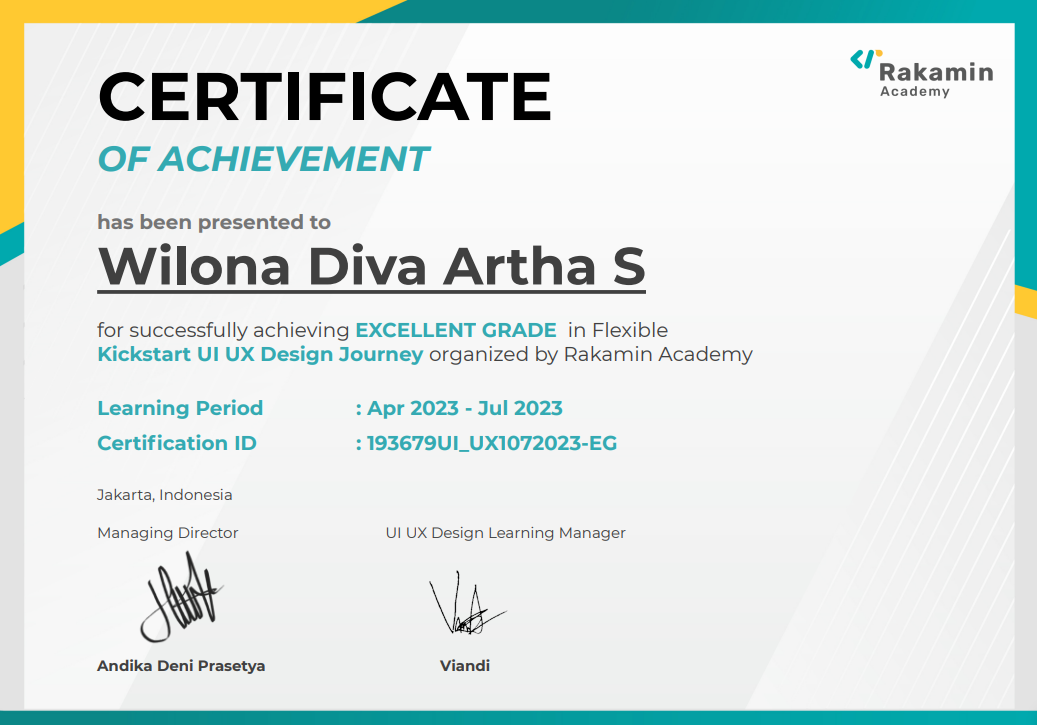 Rakamin
Academy
CERTIFICATE
OF ACHIEVEMENT
has been presented to
Wilona Diva Artha S
for successfully achieving EXCELLENT GRADE in Flexible
Kickstart UI UX Design Journey organized by Rakamin Academy
Learning Period : Apr 2023 - Jul 2023
Certification ID : 193679UI_UX1072023-EG
Jakarta, Indonesia
Managing Director UI UX Design Learning Manager
Andika Deni Prasetya Viandi